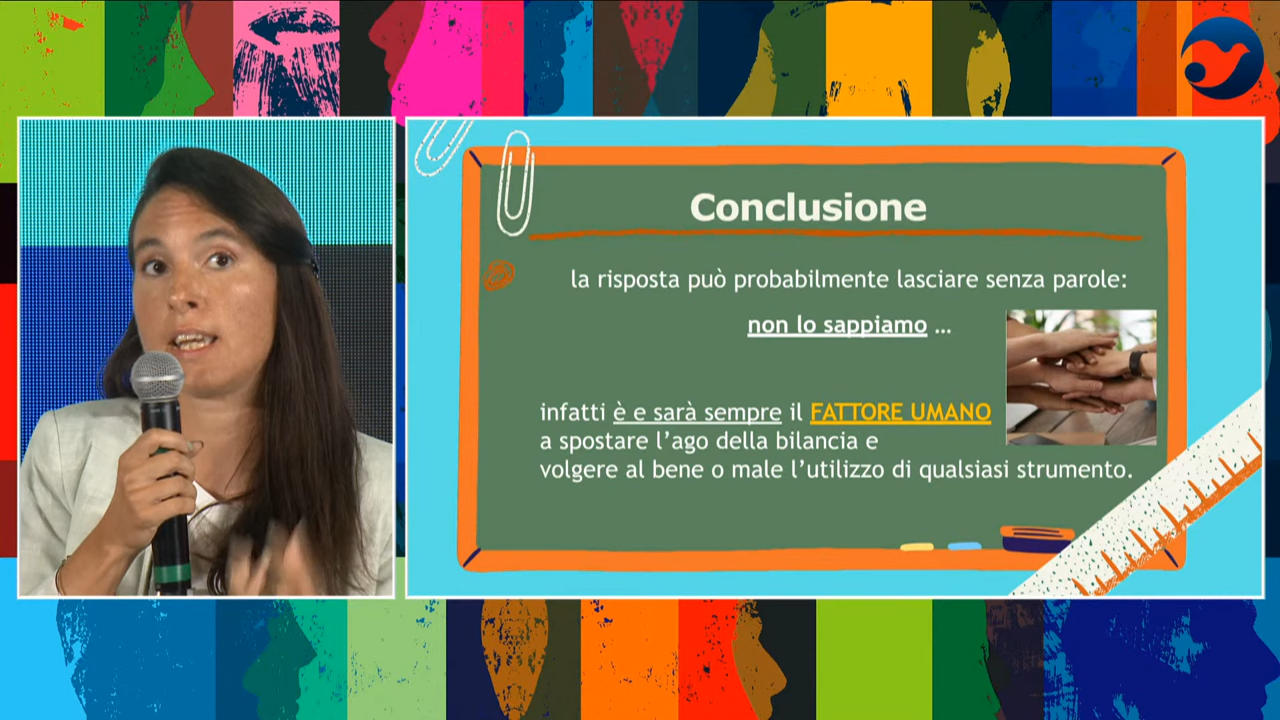 Conclusione
la risposta può probabilmente lasciare senza parole:
non lo sappiamo ...
infatti è e sarà sempre il FATTORE UMANO
a spostare l'ago della bilancia e
volgere al bene o male l'utilizzo di qualsiasi strumento.